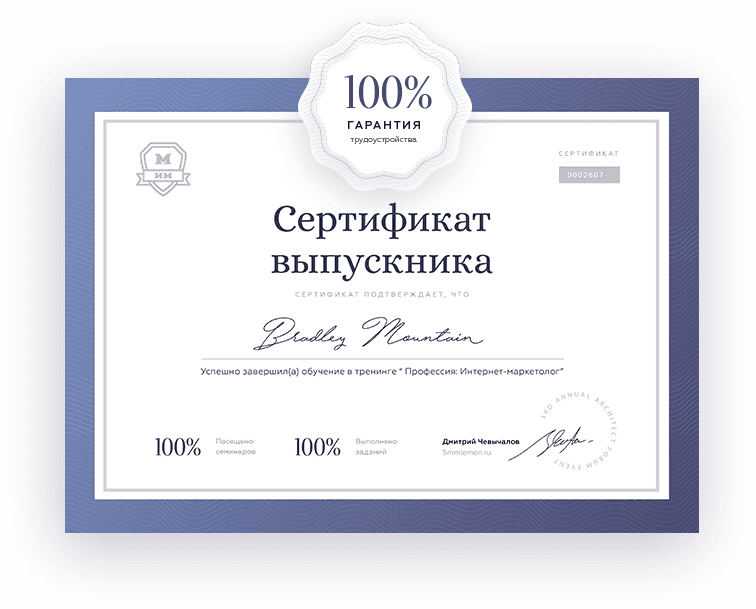 100%
ГАРАНТИЯ
трудоустройства
М
ИМ
СЕРТИФИКАТ
0002607
Сертификат
выпускника
СЕРТИФИКАТ ПОДТВЕРЖДАЕТ, ЧТО
Bradley Mountain
Успешно завершил(а) обучение в тренинге “ Профессия: Интернет-маркетолог”
100%
Посещено
семинаров
100%
Выполнено
заданий
Дмитрий Чевычалов
Smmlemon.ru
3RD ANNUAL ARCHITECT FORUM EVENT